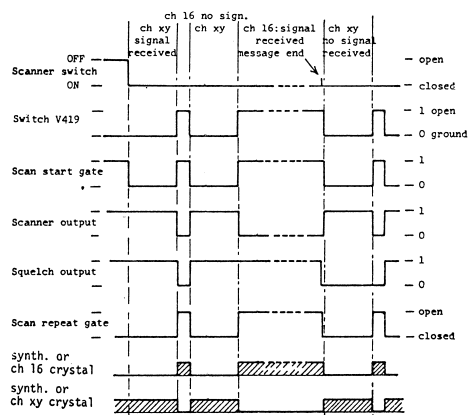 ch 16 no sign.
ch xy signal received
ch xy
ch 16:signal received message end
ch xy no signal received
OFF
Scanner switch
ON
open
closed
Switch V419
1 open
0 ground
Scan start gate
1
0
Scanner output
1
0
Squelch output
1
0
Scan repeat gate
open
closed
synth. or
ch 16 crystal
synth. or
ch xy crystal